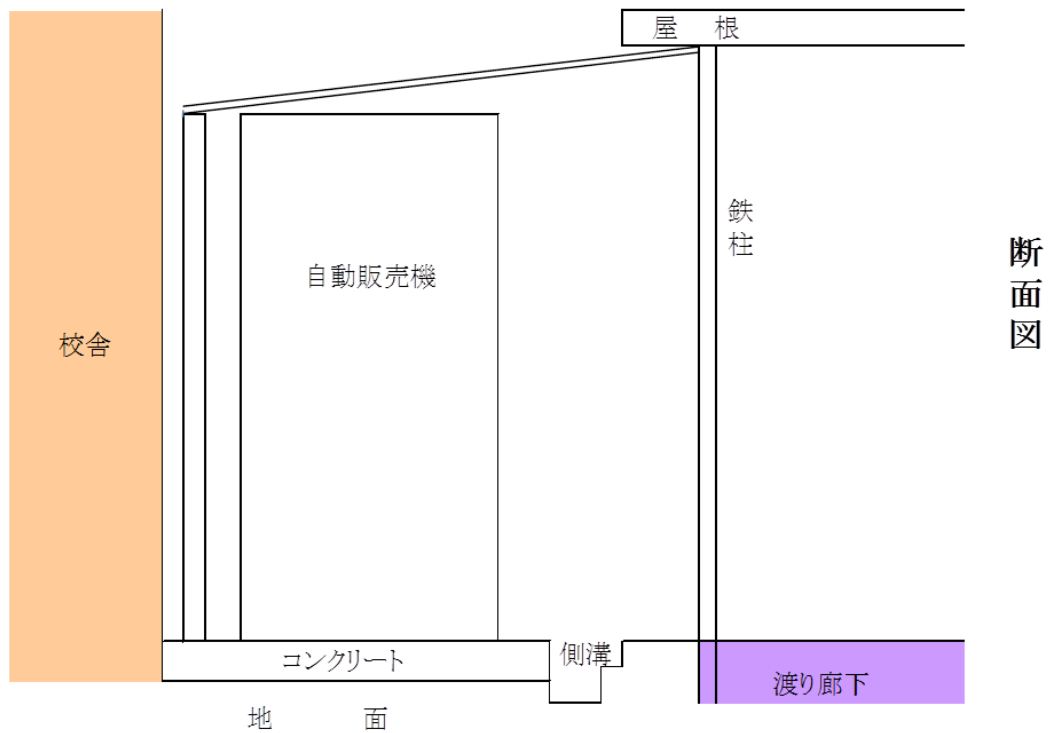 屋根
鉄柱
自動販売機
断面図
校舎
コンクリート
側溝
渡り廊下
地面